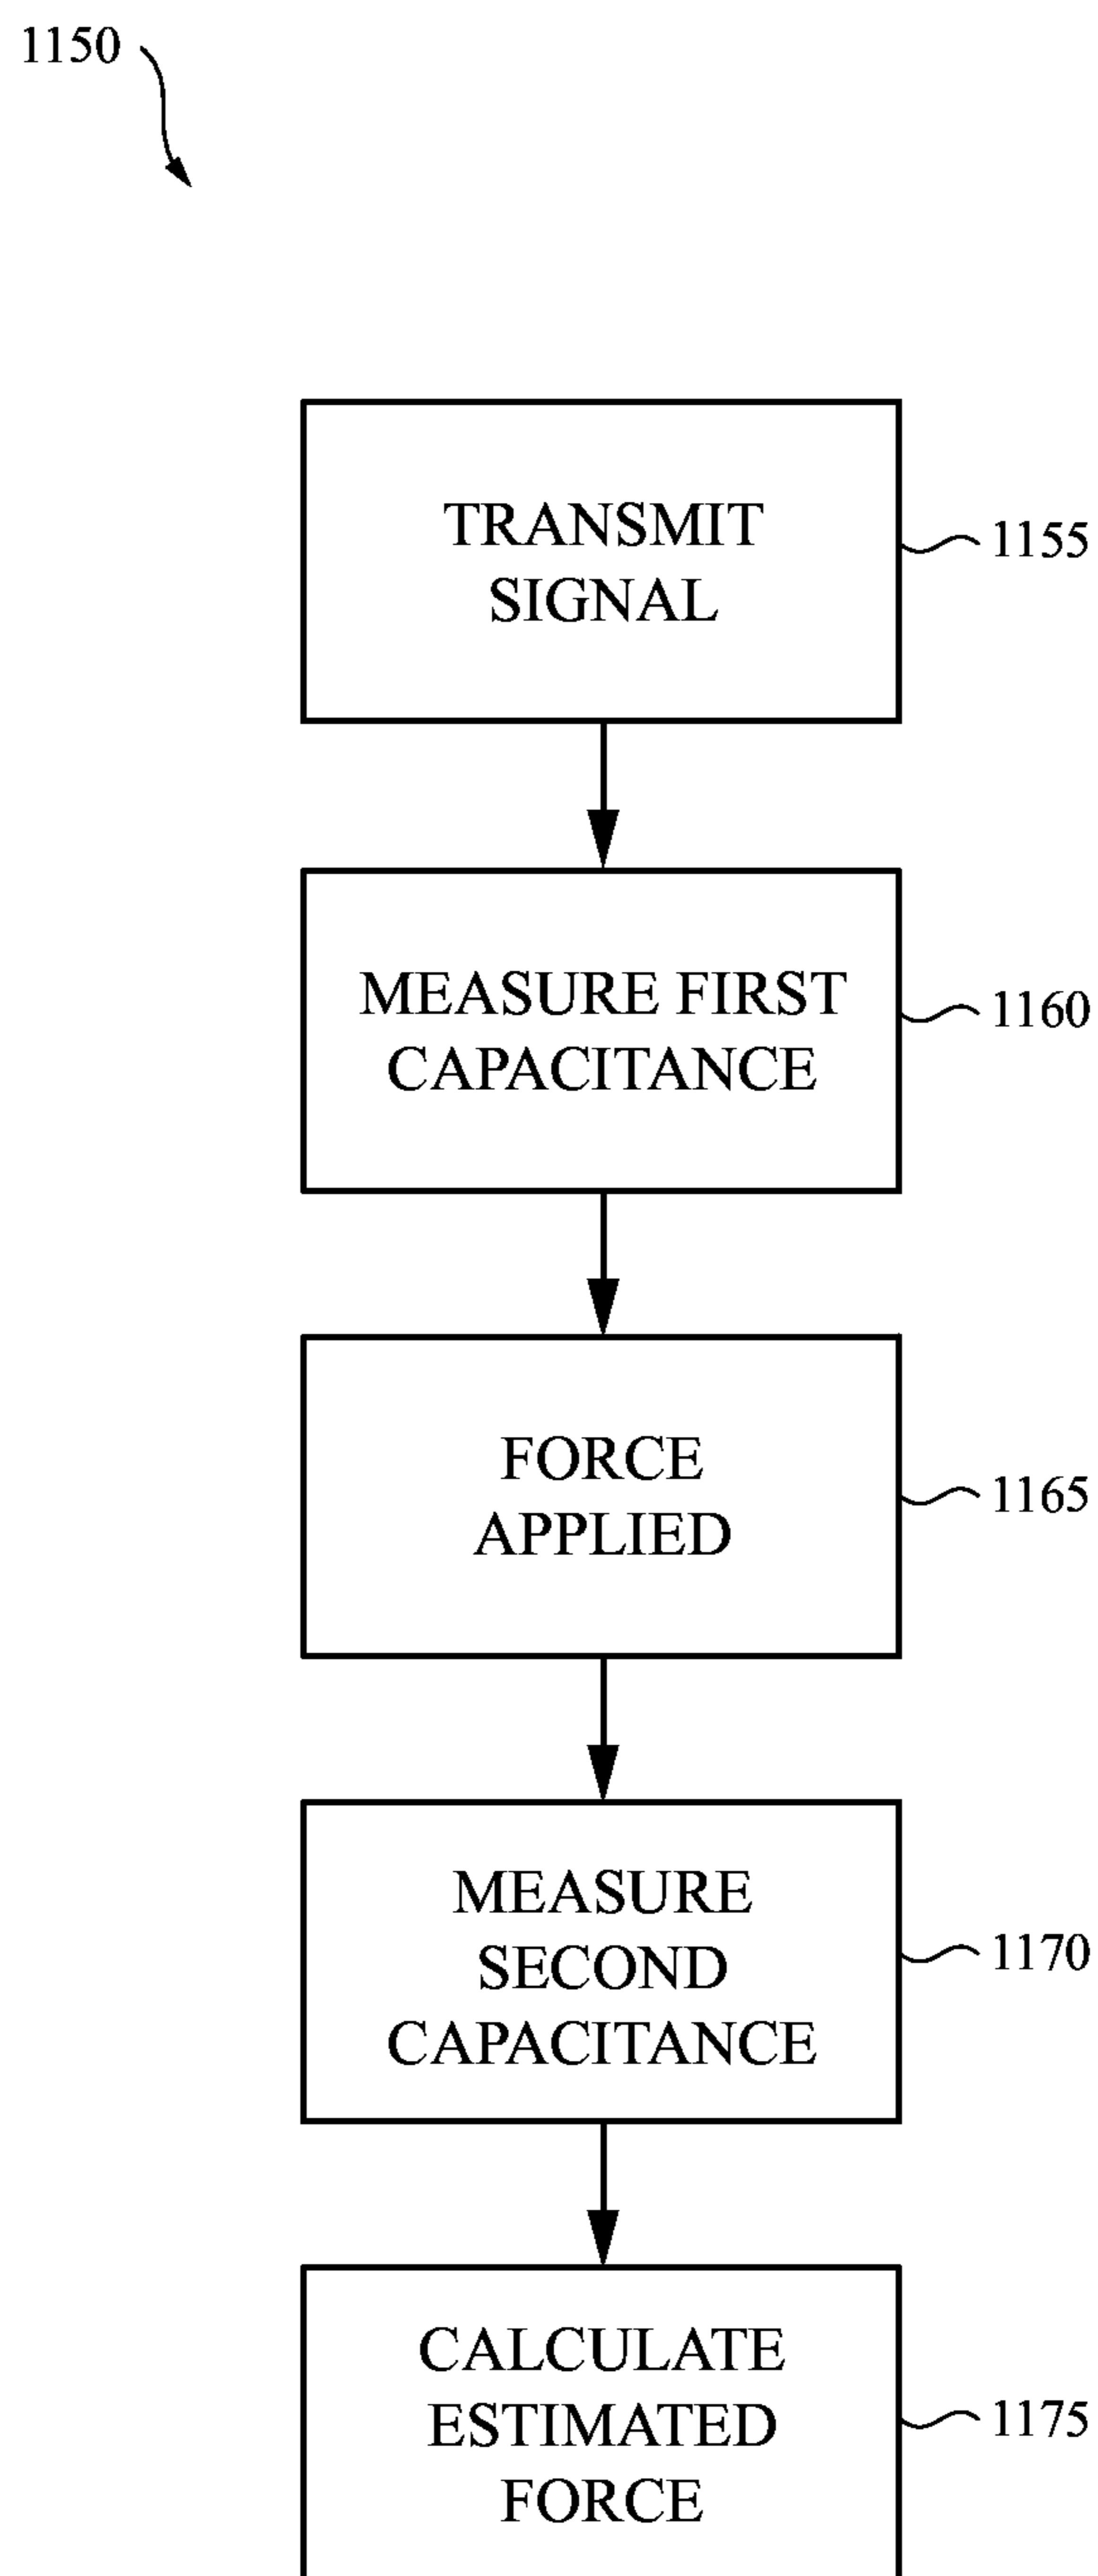 1150
TRANSMIT
SIGNAL
1155
MEASURE FIRST
CAPACITANCE
1160
FORCE
APPLIED
1165
MEASURE
SECOND
CAPACITANCE
1170
CALCULATE
ESTIMATED
FORCE
1175